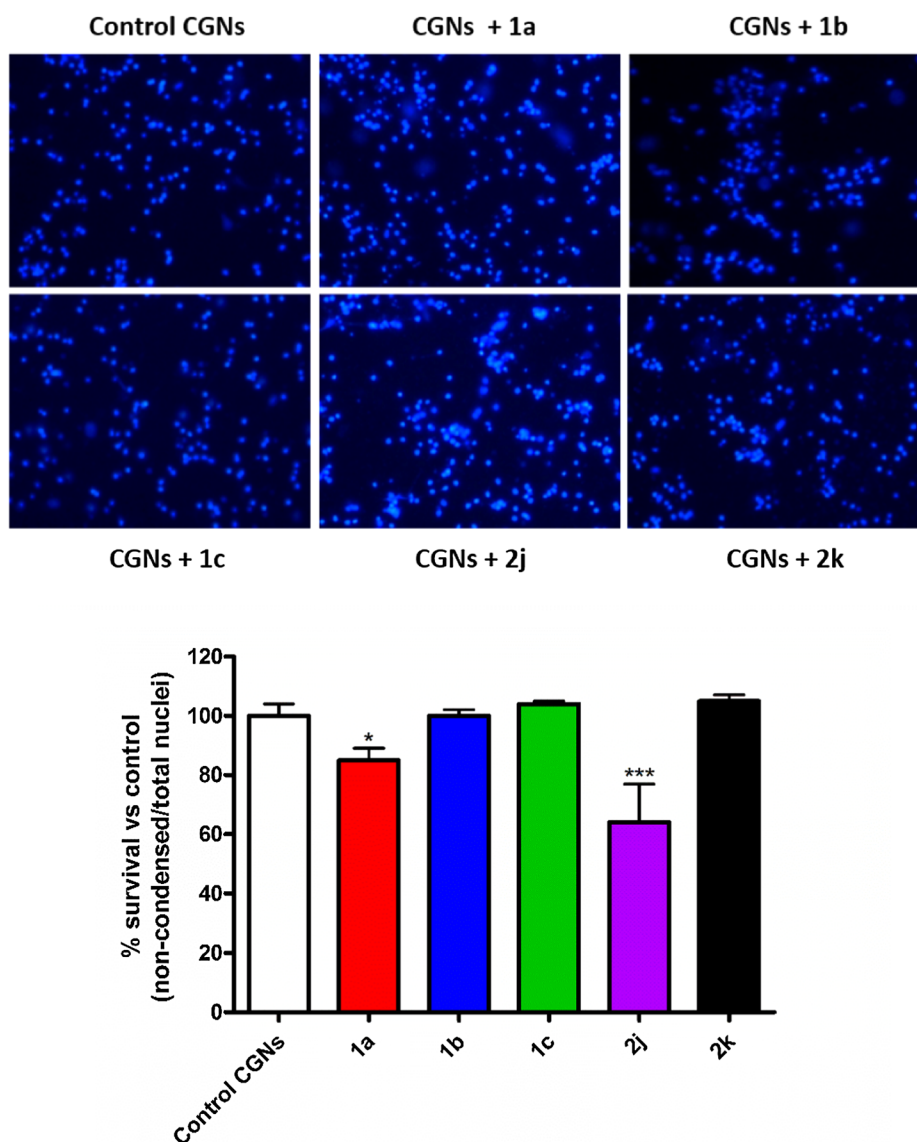 Control CGNs
CGNs + 1a
CGNs + 1b
CGNs + 1c
CGNs + 2j
CGNs + 2k
% survival vs control
(non-condensed/total nuclei)
120
100
80
60
40
20
0
*
***
Control CGNs
1a
1b
1c
2j
2k